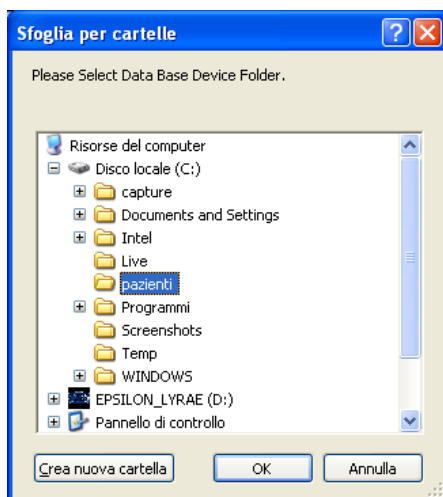 Sfoglia per cartelle
Please Select Data Base Device Folder.
Risorse del computer
Disco locale (C:)
capture
Documents and Settings
Intel
Live
pazienti
Programmi
Screenshots
Temp
WINDOWS
EPSILON_LYRAE (D:)
Pannello di controllo
Crea nuova cartella OK Annulla